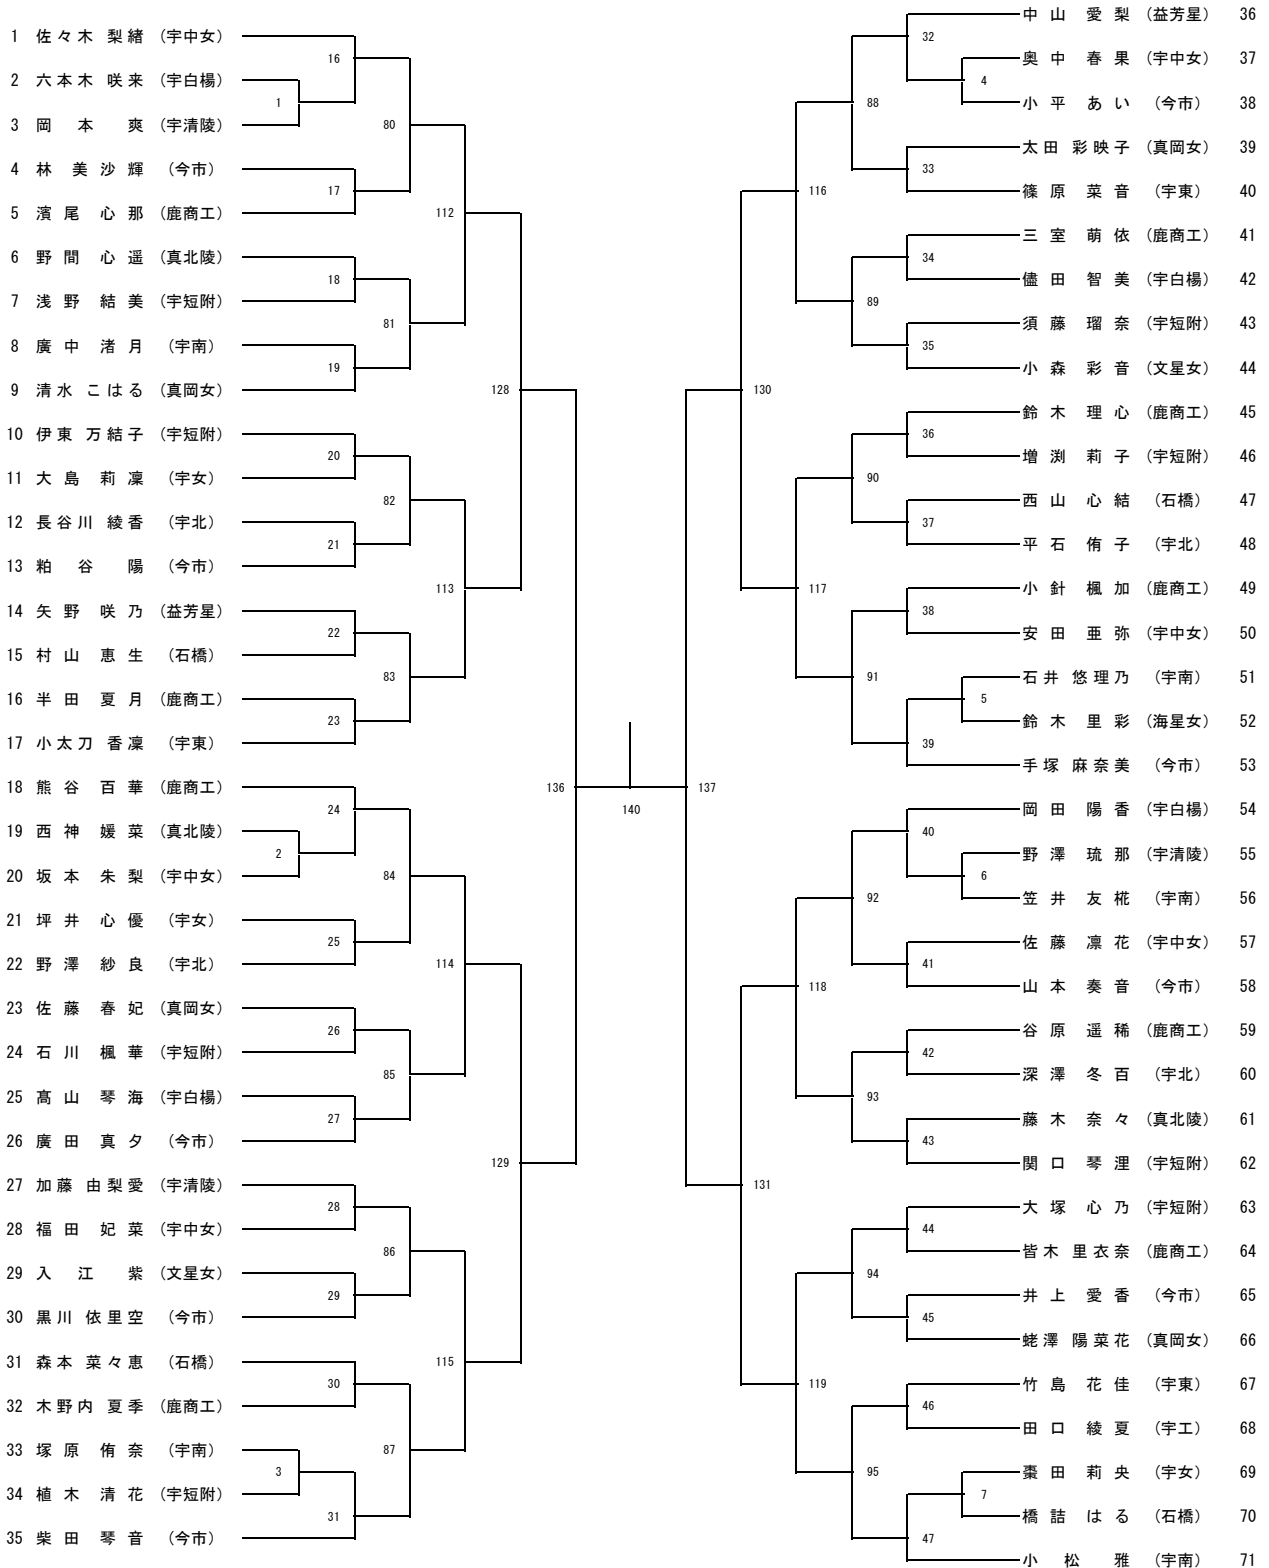 1 佐々木 梨緒 (宇中女)
2 六本木 咲来 (宇白楊)
3 岡本 爽 (宇清陵)
4 林 美沙輝 (今市)
5 濱尾 心那 (鹿商工)
6 野間 心遥 (真北陵)
7 浅野 結美 (宇短附)
8 廣中 渚月 (宇南)
9 清水 こはる (真岡女)
10 伊東 万結子 (宇短附)
11 大島 莉凜 (宇女)
12 長谷川 綾香 (宇北)
13 粕谷 陽 (今市)
14 矢野 咲乃 (益芳星)
15 村山 恵生 (石橋)
16 半田 夏月 (鹿商工)
17 小太刀 香凜 (宇東)
18 熊谷 百華 (鹿商工)
19 西神 媛菜 (真北陵)
20 坂本 朱梨 (宇中女)
21 坪井 心優 (宇女)
22 野澤 紗良 (宇北)
23 佐藤 春妃 (真岡女)
24 石川 楓華 (宇短附)
25 髙山 琴海 (宇白楊)
26 廣田 真夕 (今市)
27 加藤 由梨愛 (宇清陵)
28 福田 妃菜 (宇中女)
29 入江 紫 (文星女)
30 黒川 依里空 (今市)
31 森本 菜々恵 (石橋)
32 木野内 夏季 (鹿商工)
33 塚原 侑奈 (宇南)
34 植木 清花 (宇短附)
35 柴田 琴音 (今市)
1
2
3
16
17
18
19
20
21
22
23
24
25
26
27
28
29
30
31
80
81
82
83
84
85
86
87
112
113
114
115
128
129
136
140
137
130
131
116
117
118
119
88
89
90
91
92
93
94
95
32
33
34
35
36
37
38
39
40
41
42
43
44
45
46
47
4
5
6
7
中山 愛梨 (益芳星) 36
奥中 春果 (宇中女) 37
小平 あい (今市) 38
太田 彩映子 (真岡女) 39
篠原 菜音 (宇東) 40
三室 萌依 (鹿商工) 41
儘田 智美 (宇白楊) 42
須藤 瑠奈 (宇短附) 43
小森 彩音 (文星女) 44
鈴木 理心 (鹿商工) 45
増渕 莉子 (宇短附) 46
西山 心結 (石橋) 47
平石 侑子 (宇北) 48
小針 楓加 (鹿商工) 49
安田 亜弥 (宇中女) 50
石井 悠理乃 (宇南) 51
鈴木 里彩 (海星女) 52
手塚 麻奈美 (今市) 53
岡田 陽香 (宇白楊) 54
野澤 琉那 (宇清陵) 55
笠井 友椛 (宇南) 56
佐藤 凛花 (宇中女) 57
山本 奏音 (今市) 58
谷原 遥稀 (鹿商工) 59
深澤 冬百 (宇北) 60
藤木 奈々 (真北陵) 61
関口 琴浬 (宇短附) 62
大塚 心乃 (宇短附) 63
皆木 里衣奈 (鹿商工) 64
井上 愛香 (今市) 65
蛯澤 陽菜花 (真岡女) 66
竹島 花佳 (宇東) 67
田口 綾夏 (宇工) 68
棗田 莉央 (宇女) 69
橋詰 はる (石橋) 70
小松 雅 (宇南) 71